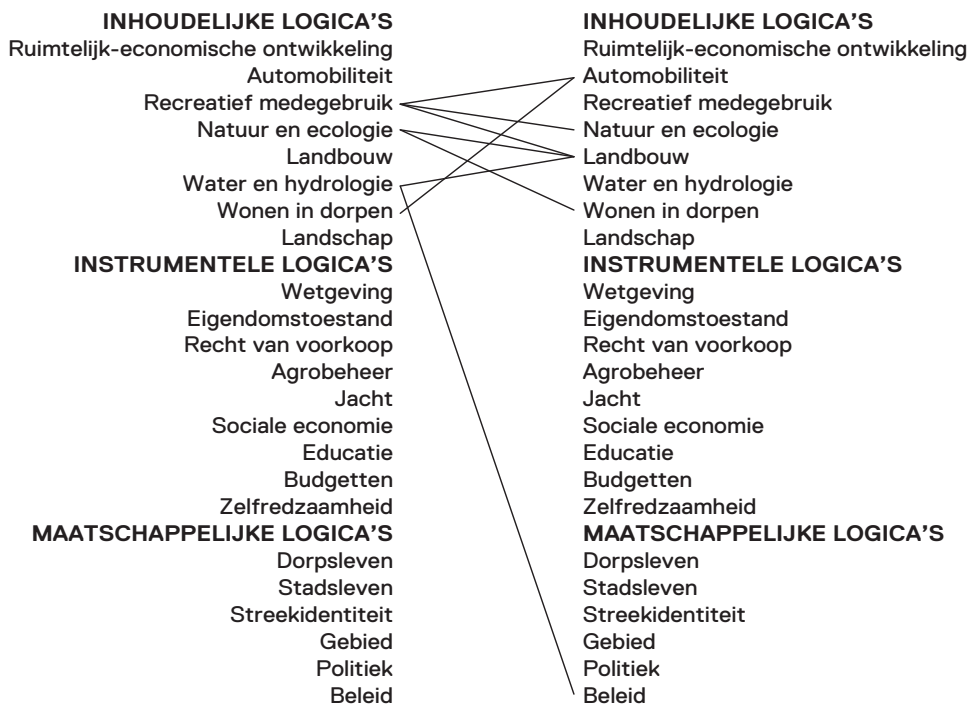 INHOUDELIJKE LOGICA’S
Ruimtelijk-economische ontwikkeling
Automobiliteit
Recreatief medegebruik
Natuur en ecologie
Landbouw
Water en hydrologie
Wonen in dorpen
Landschap
INSTRUMENTELE LOGICA’S
Wetgeving
Eigendomstoestand
Recht van voorkoop
Agrobeheer
Jacht
Sociale economie
Educatie
Budgetten
Zelfredzaamheid
MAATSCHAPPELIJKE LOGICA’S
Dorpsleven
Stadsleven
Streekidentiteit
Gebied
Politiek
Beleid
INHOUDELIJKE LOGICA’S
Ruimtelijk-economische ontwikkeling
Automobiliteit
Recreatief medegebruik
Natuur en ecologie
Landbouw
Water en hydrologie
Wonen in dorpen
Landschap
INSTRUMENTELE LOGICA’S
Wetgeving
Eigendomstoestand
Recht van voorkoop
Agrobeheer
Jacht
Sociale economie
Educatie
Budgetten
Zelfredzaamheid
MAATSCHAPPELIJKE LOGICA’S
Dorpsleven
Stadsleven
Streekidentiteit
Gebied
Politiek
Beleid